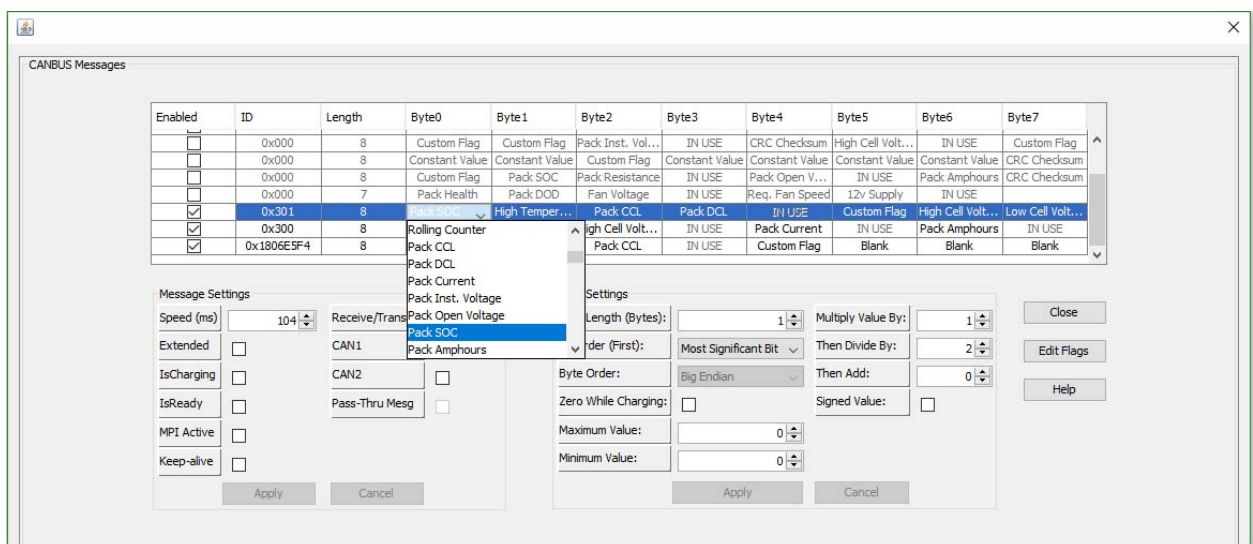 CANBUS Messages
Enabled ID Length Byte0 Byte1 Byte2 Byte3 Byte4 Byte5 Byte6 Byte7
0x000 8 Custom Flag Custom Flag Pack Inst. Vol... IN USE CRC Checksum High Cell Volt... IN USE Custom Flag
0x000 8 Constant Value Constant Value Custom Flag Constant Value Constant Value Constant Value Constant Value CRC Checksum
0x000 8 Custom Flag Pack SOC Pack Resistance IN USE Pack Open V... IN USE Pack Amphours CRC Checksum
0x000 7 Pack Health Pack DOD Fan Voltage IN USE Req. Fan Speed 12v Supply IN USE
0x301 8 Pack SOC High Temper... Pack CCL Pack DCL IN USE Custom Flag High Cell Volt... Low Cell Volt...
0x300 8 igh Cell Volt... IN USE Pack Current IN USE Pack Amphours IN USE
0x1806E5F4 8 Pack CCL IN USE Custom Flag Blank Blank Blank
Rolling Counter
Pack CCL
Pack DCL
Pack Current
Pack Inst. Voltage
Pack Open Voltage
Pack SOC
Pack Amphours
Message Settings
Speed (ms) 104 Receive/Trans
Extended CAN1
IsCharging CAN2
IsReady Pass-Thru Mesg
MPI Active
Keep-alive
Apply Cancel
Settings
Length (Bytes): 1 Multiply Value By: 1
rder (First): Most Significant Bit Then Divide By: 2
Byte Order: Big Endian Then Add: 0
Zero While Charging: Signed Value:
Maximum Value: 0
Minimum Value: 0
Apply Cancel
Close
Edit Flags
Help